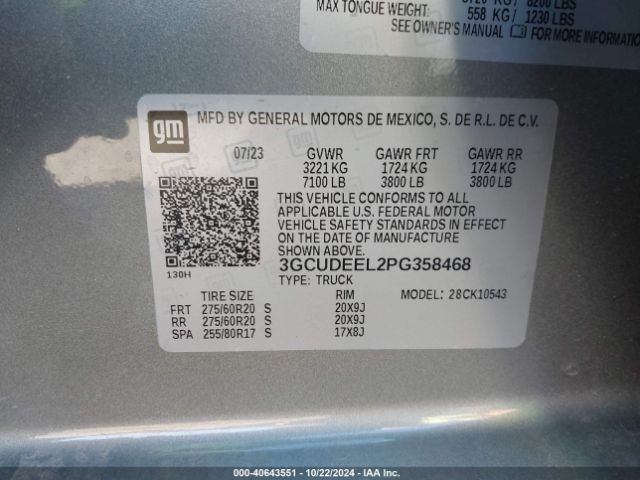 MAX TONGUE WEIGHT: 558 KG / 1230 LBS
SEE OWNER'S MANUAL FOR MORE INFORMATION
gm
MFD BY GENERAL MOTORS DE MEXICO, S. DE R.L. DE C.V.
07/23 GVWR GAWR FRT GAWR RR
3221 KG 1724 KG 1724 KG
7100 LB 3800 LB 3800 LB
THIS VEHICLE CONFORMS TO ALL
APPLICABLE U.S. FEDERAL MOTOR
VEHICLE SAFETY STANDARDS IN EFFECT
ON THE DATE OF MANUFACTURE
SHOWN ABOVE.
3GCUDEEL2PG358468
130H
TYPE: TRUCK MODEL: 28CK10543
TIRE SIZE RIM
FRT 275/60R20 S 20X9J
RR 275/60R20 S 20X9J
SPA 255/80R17 S 17X8J
000-40643551 - 10/22/2024 - IAA Inc.